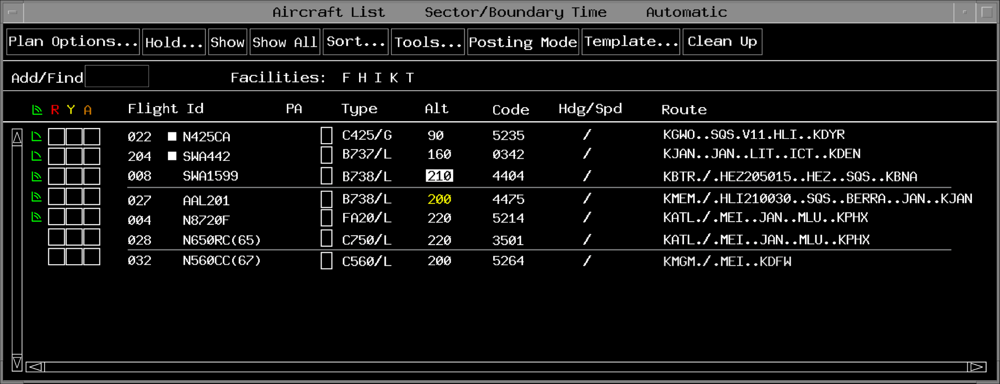 Aircraft List Sector/Boundary Time Automatic
Plan Options... Hold... Show Show All Sort... Tools... Posting Mode Template... Clean Up
Add/Find Facilities: F H I K T
R Y A Flight Id PA Type Alt Code Hdg/Spd Route
022 N425CA C425/G 90 5235 / KGWO..SQS.V11.HLI..KDYR
204 SWA442 B737/L 160 0342 / KJAN..JAN..LIT..ICT..KDEN
008 SWA1599 B738/L 210 4404 / KBTR./.HEZ205015..HEZ..SQS..KBNA
027 AAL201 B738/L 200 4475 / KMEM./.HLI210030..SQS..BERRA..JAN..KJAN
004 N8720F FA20/L 220 5214 / KATL./.MEI..JAN..MLU..KPHX
028 N650RC(65) C750/L 220 3501 / KATL./.MEI..JAN..MLU..KPHX
032 N560CC(67) C560/L 200 5264 / KMGM./.MEI..KDFW